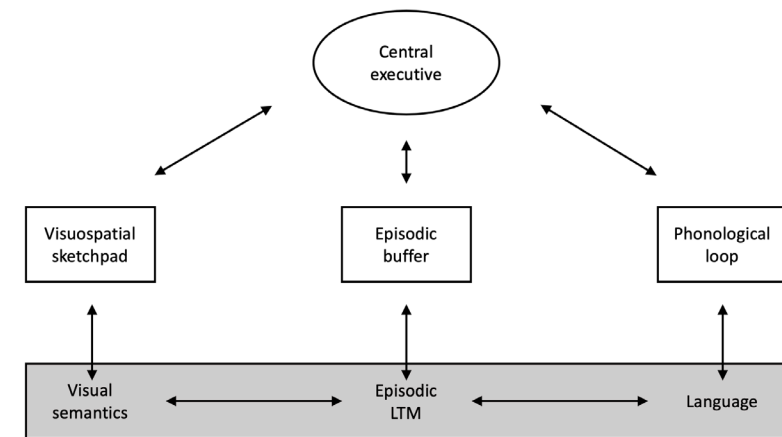 Central
executive
Visuospatial
sketchpad
Episodic
buffer
Phonological
loop
Visual
semantics
Episodic
LTM
Language